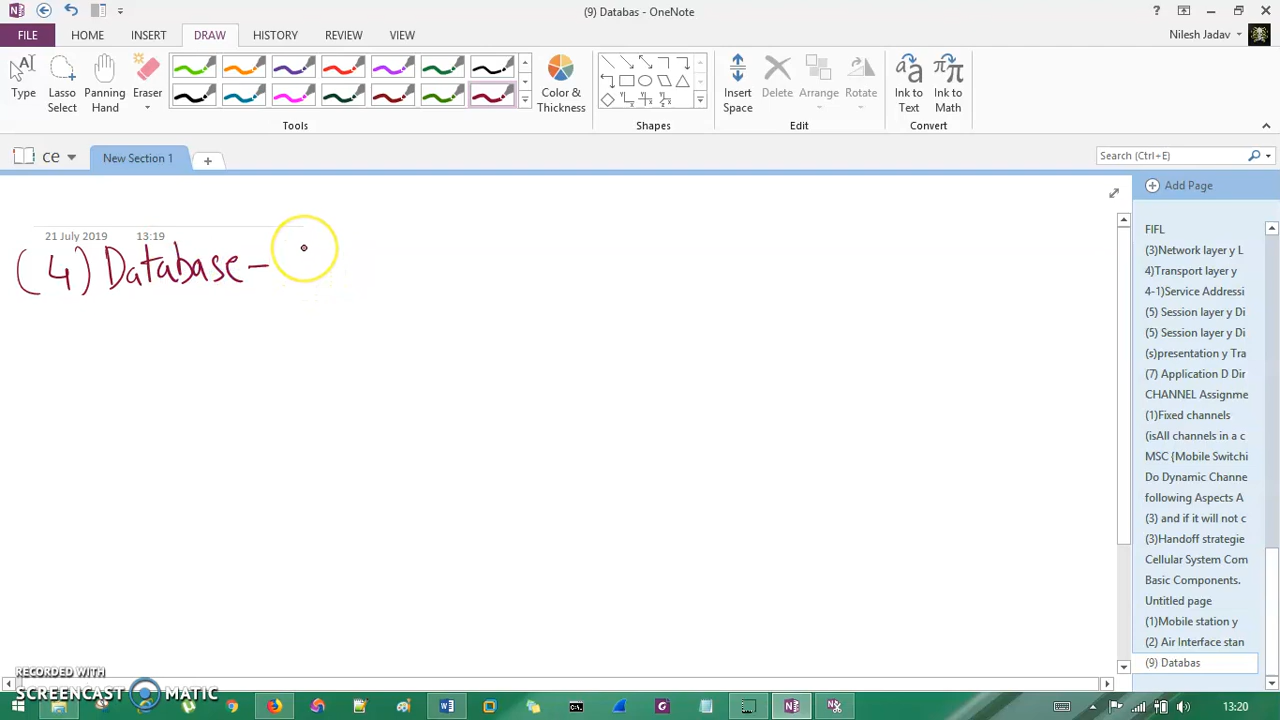 (9) Databas - OneNote
FILE HOME INSERT DRAW HISTORY REVIEW VIEW
Nilesh Jadav
Type
Lasso Select
Panning Hand
Eraser
Color & Thickness
Insert Space
Delete
Arrange
Rotate
Ink to Text
Ink to Math
Tools
Shapes
Edit
Convert
ce
New Section 1
Search (Ctrl+E)
Add Page
21 July 2019 13:19
(4) Database -
FIFL
(3)Network layer y L
4)Transport layer y
4-1)Service Addressi
(5) Session layer y Di
(5) Session layer y Di
(s)presentation y Tra
(7) Application D Dir
CHANNEL Assignme
(1)Fixed channels
(isAll channels in a c
MSC {Mobile Switchi
Do Dynamic Channe
following Aspects A
(3) and if it will not c
(3)Handoff strategie
Cellular System Com
Basic Components.
Untitled page
(1)Mobile station y
(2) Air Interface stan
(9) Databas
RECORDED WITH
SCREENCAST MATIC
13:20